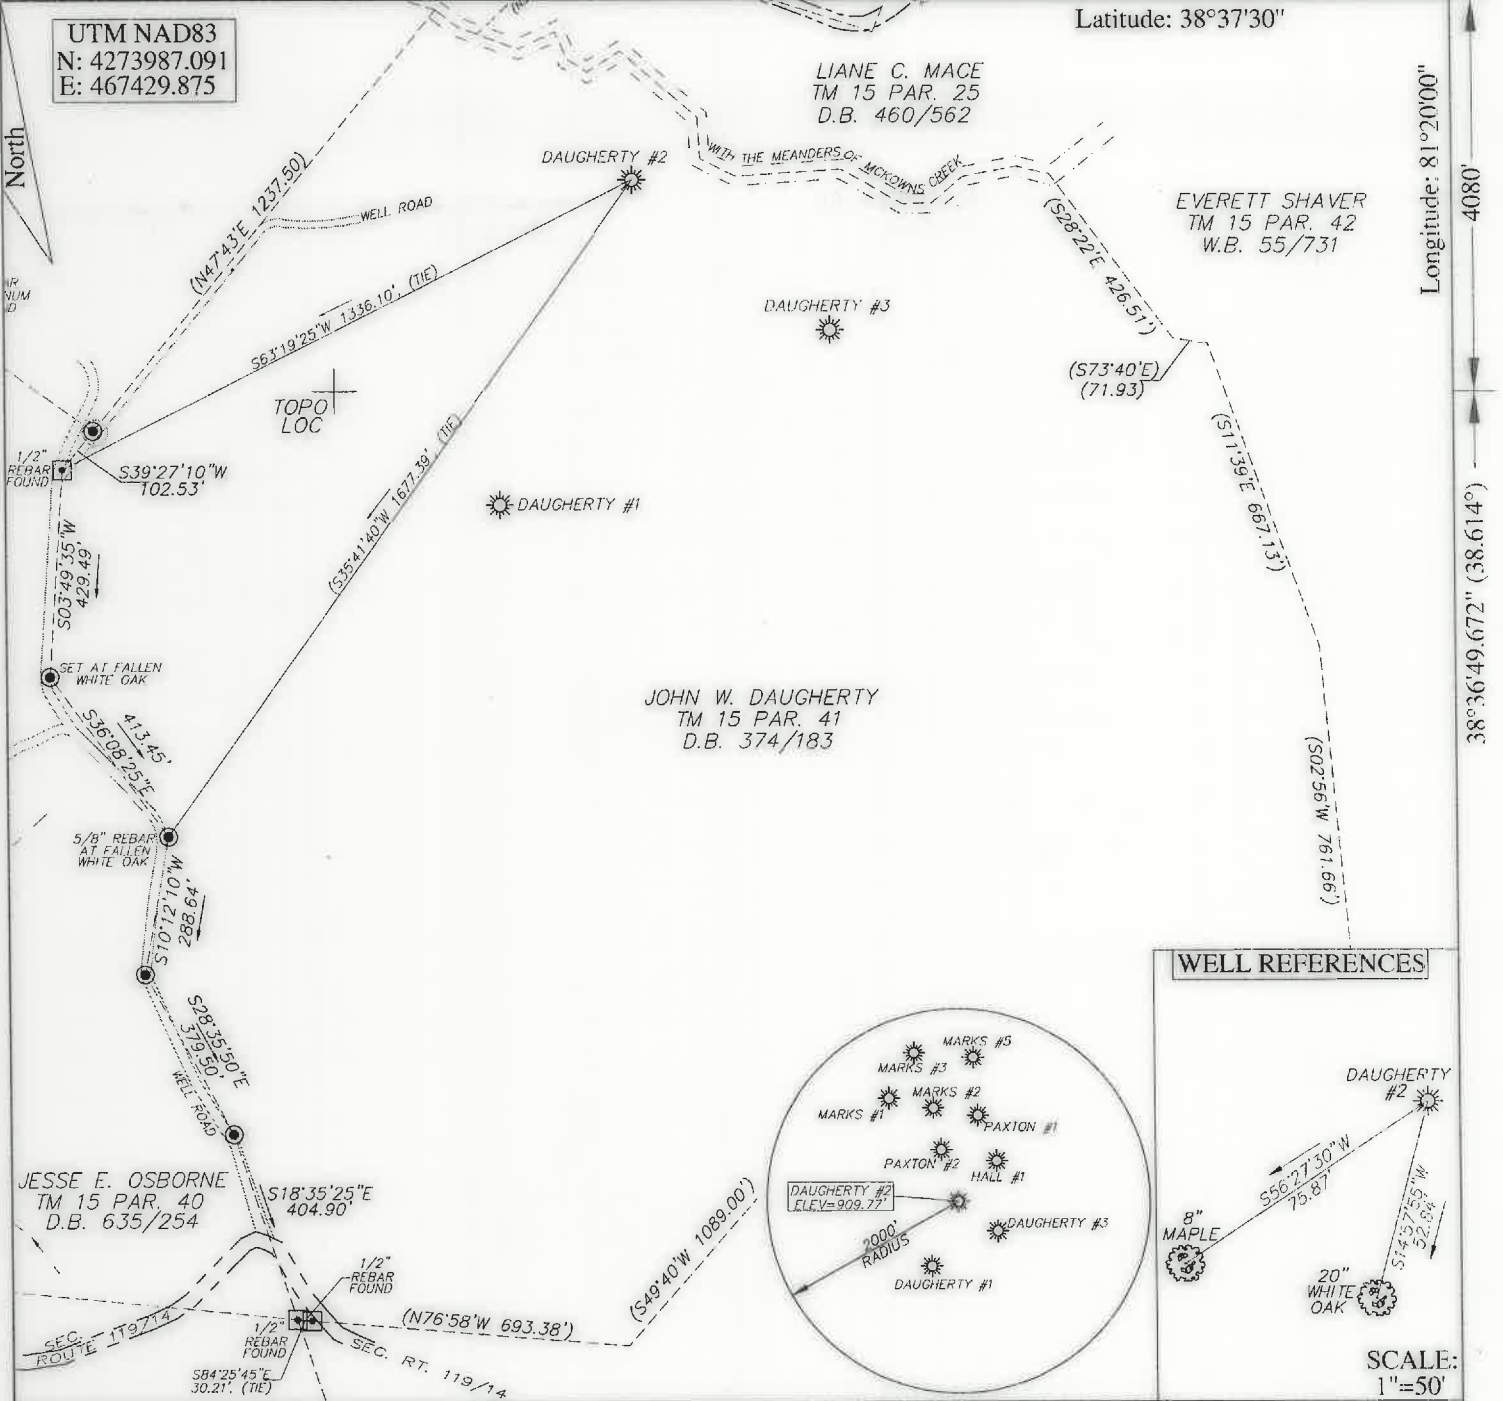 UTM NAD83
N: 4273987.091
E: 467429.875
North
Latitude: 38°37'30"
Longitude: 81°20'00"
4080'
38°36'49.672" (38.614°)
LIANE C. MACE
TM 15 PAR. 25
D.B. 460/562
DAUGHERTY #2
WITH THE MEANDERS OF MCKOWNS CREEK
EVERETT SHAVER
TM 15 PAR. 42
W.B. 55/731
(N47°43'E 1237.50)
WELL ROAD
(S28°22'E 426.51')
DAUGHERTY #3
S63°19'25"W 1336.10', (TIE)
(S73°40'E)
(71.93)
TOPO
LOC
1/2"
REBAR
FOUND
S39°27'10"W
102.53'
(S35°41'40"W 1677.39', (TIE)
DAUGHERTY #1
(S11°39'E 667.13')
S03°49'35"W
429.49'
SET AT FALLEN
WHITE OAK
JOHN W. DAUGHERTY
TM 15 PAR. 41
D.B. 374/183
413.45'
S36°08'25"E
(S02°56'W 761.66')
5/8" REBAR
AT FALLEN
WHITE OAK
S10°12'10"W
288.64'
S28°35'50"E
379.50'
WELL ROAD
JESSE E. OSBORNE
TM 15 PAR. 40
D.B. 635/254
S18°35'25"E
404.90'
1/2"
REBAR
FOUND
1/2"
REBAR
FOUND
S84°25'45"E
30.21', (TIE)
SEC.
ROUTE 119/14
SEC. RT. 119/14
(N76°58'W 693.38')
(S49°40'W 1089.00')
MARKS #5
MARKS #3
MARKS #2
MARKS #1
PAXTON #1
PAXTON #2
HALL #1
DAUGHERTY #2
ELEV=909.77'
DAUGHERTY #3
2000'
RADIUS
DAUGHERTY #1
WELL REFERENCES
DAUGHERTY
#2
S56°27'30"W
75.87'
S14°57'55"W
52.84'
8"
MAPLE
20"
WHITE
OAK
SCALE:
1"=50'